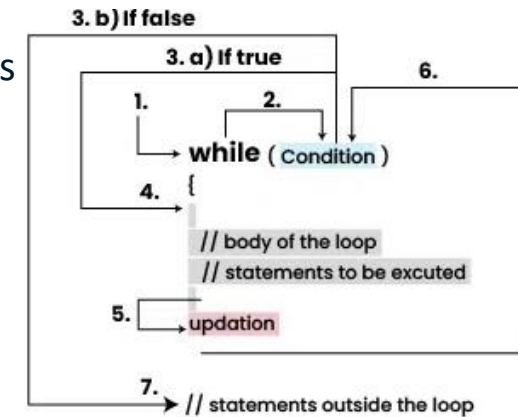 3. b) If false
s
3. a) If true
6.
1.
2.
while ( Condition )
{
4.
// body of the loop
// statements to be excuted
5.
updation
7.
// statements outside the loop